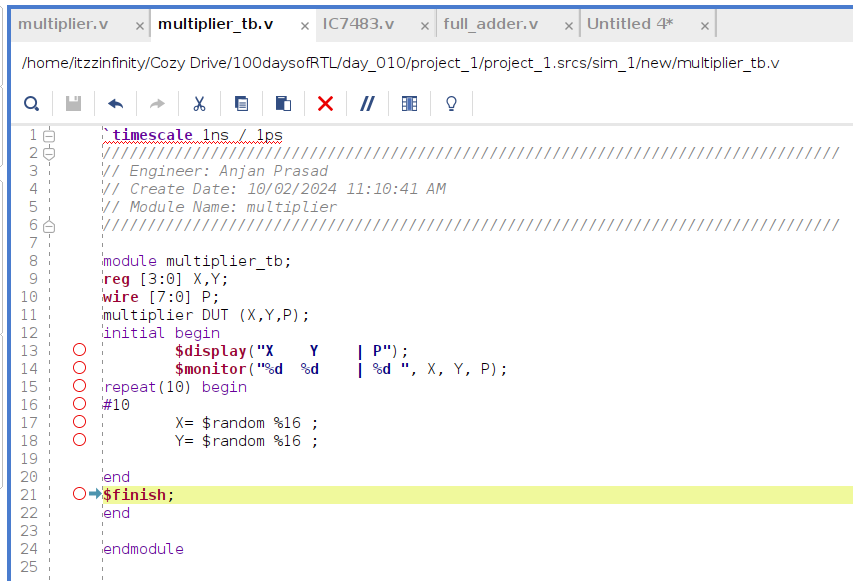 multiplier.v × multiplier_tb.v × IC7483.v × full_adder.v × Untitled 4* ×
/home/itzzinfinity/Cozy Drive/100daysofRTL/day_010/project_1/project_1.srcs/sim_1/new/multiplier_tb.v
1 `timescale 1ns / 1ps
2 //////////////////////////////////////////////////////////////////////////////////
3 // Engineer: Anjan Prasad
4 // Create Date: 10/02/2024 11:10:41 AM
5 // Module Name: multiplier
6 //////////////////////////////////////////////////////////////////////////////////
7
8 module multiplier_tb;
9 reg [3:0] X,Y;
10 wire [7:0] P;
11 multiplier DUT (X,Y,P);
12 initial begin
13         $display("X    Y    | P");
14         $monitor("%d  %d    | %d ", X, Y, P);
15 repeat(10) begin
16 #10
17         X= $random %16 ;
18         Y= $random %16 ;
19
20 end
21 $finish;
22 end
23
24 endmodule
25